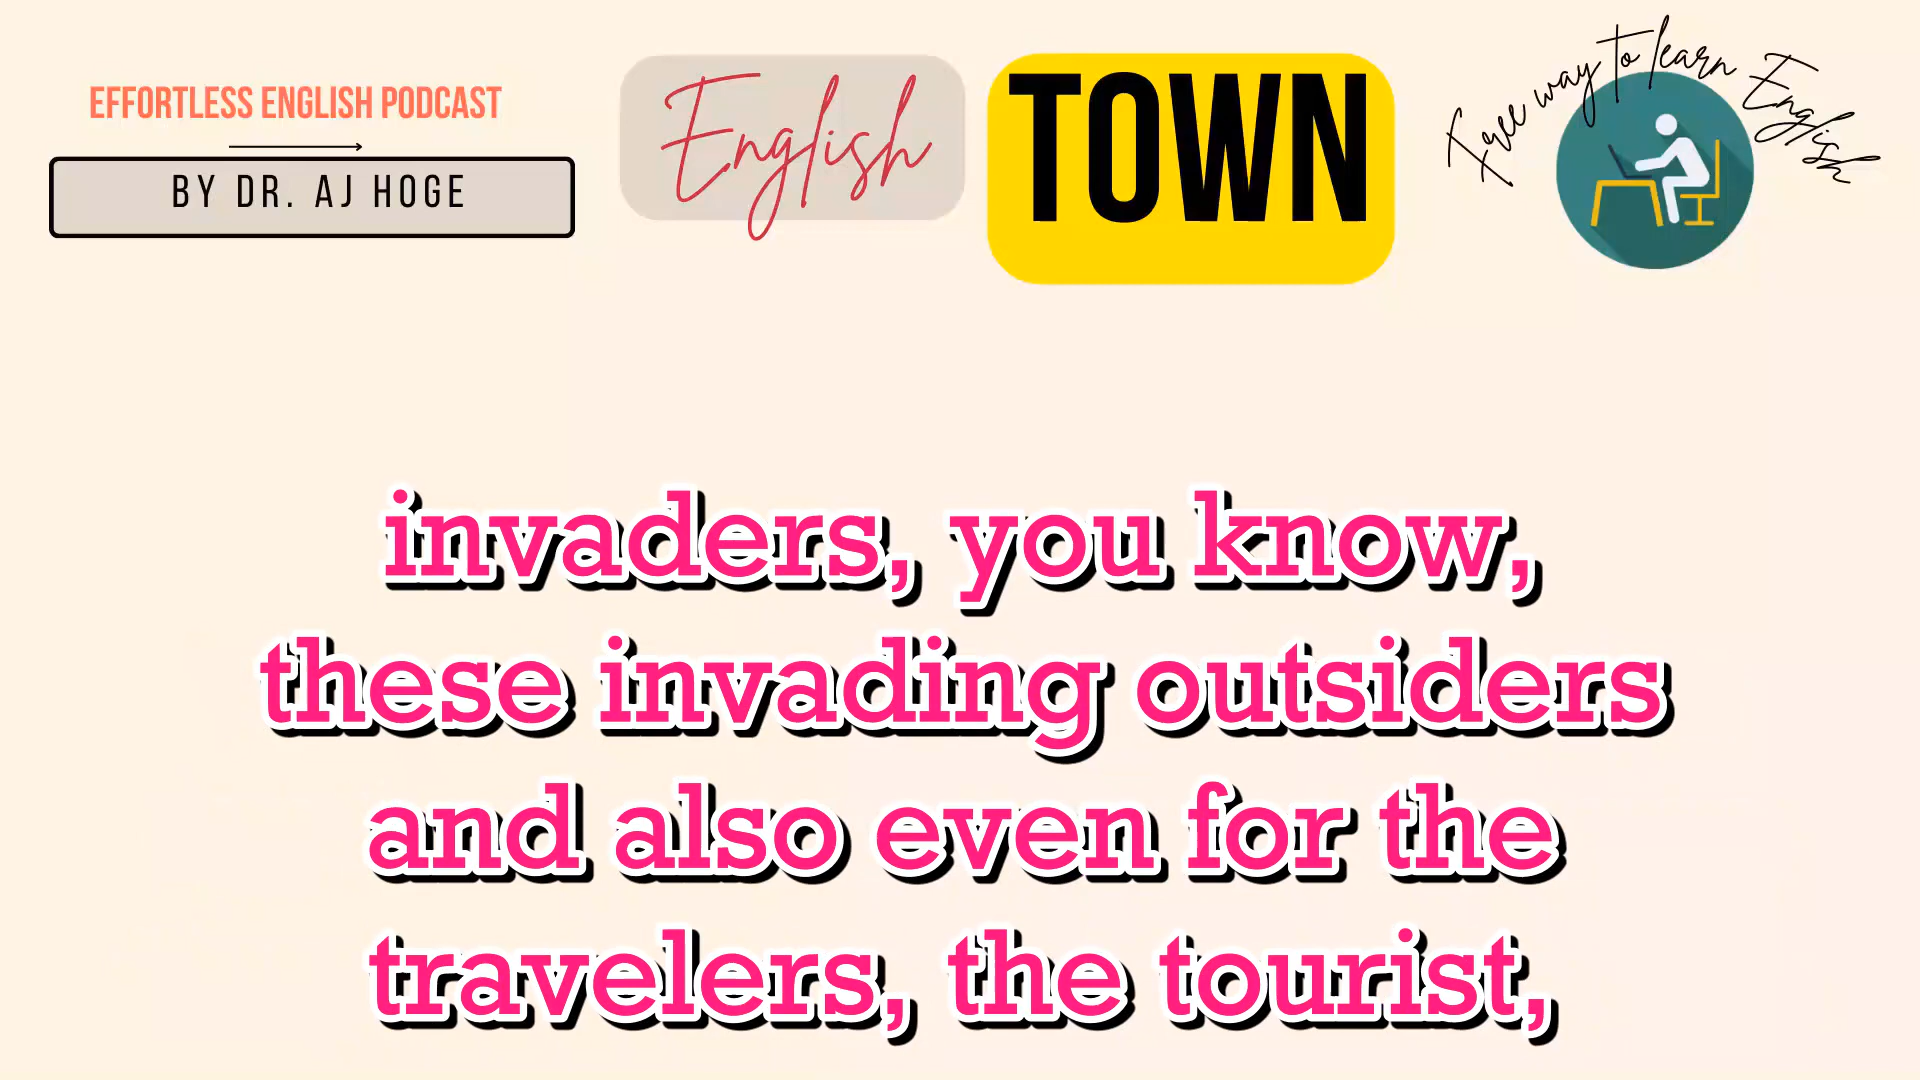 EFFORTLESS ENGLISH PODCAST
BY DR. AJ HOGE
English TOWN
Free way to learn English
invaders, you know,
these invading outsiders
and also even for the
travelers, the tourist,